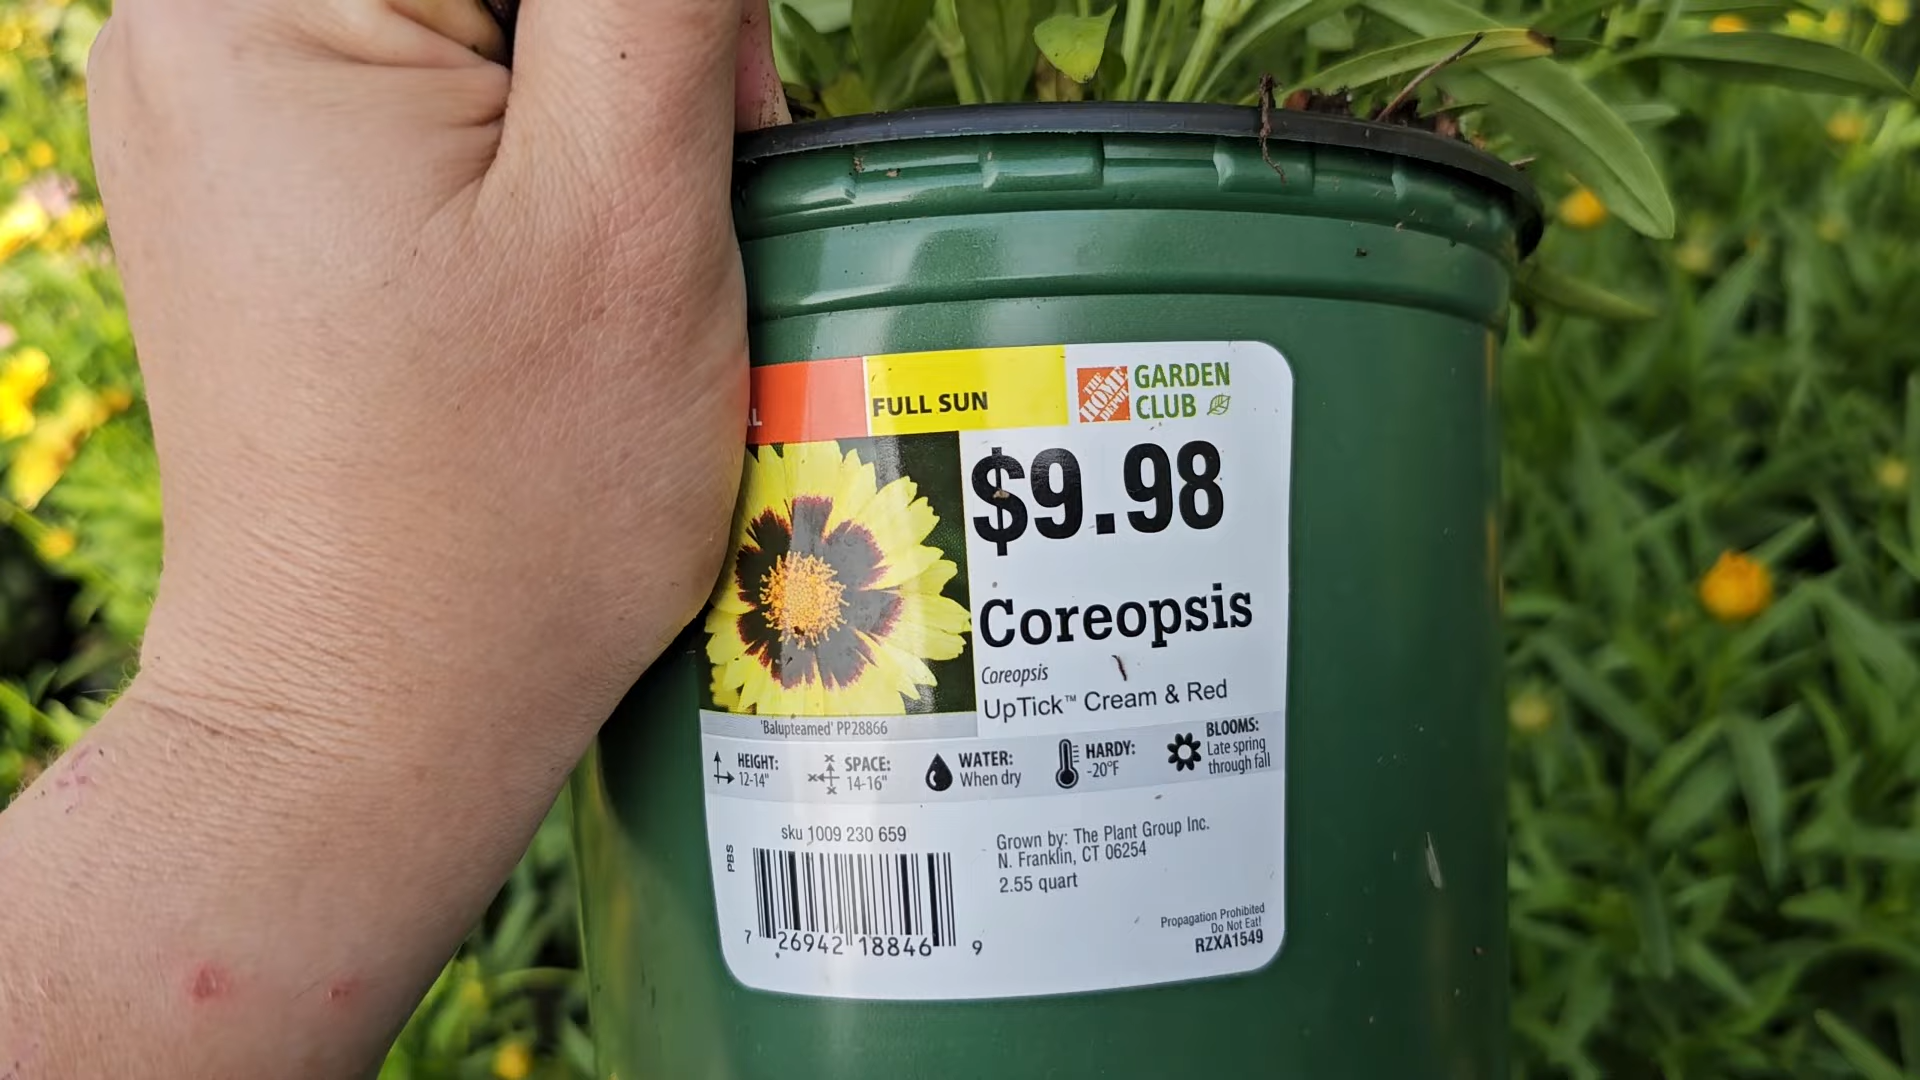 FULL SUN
THE HOME DEPOT
GARDEN CLUB
$9.98
Coreopsis
Coreopsis
UpTick™ Cream & Red
'Balupteamed' PP28866
HEIGHT:
12-14"
SPACE:
14-16"
WATER:
When dry
HARDY:
-20°F
BLOOMS:
Late spring
through fall
sku 1009 230 659
PBS
7 26942 18846 9
Grown by: The Plant Group Inc.
N. Franklin, CT 06254
2.55 quart
Propagation Prohibited
Do Not Eat!
RZXA1549